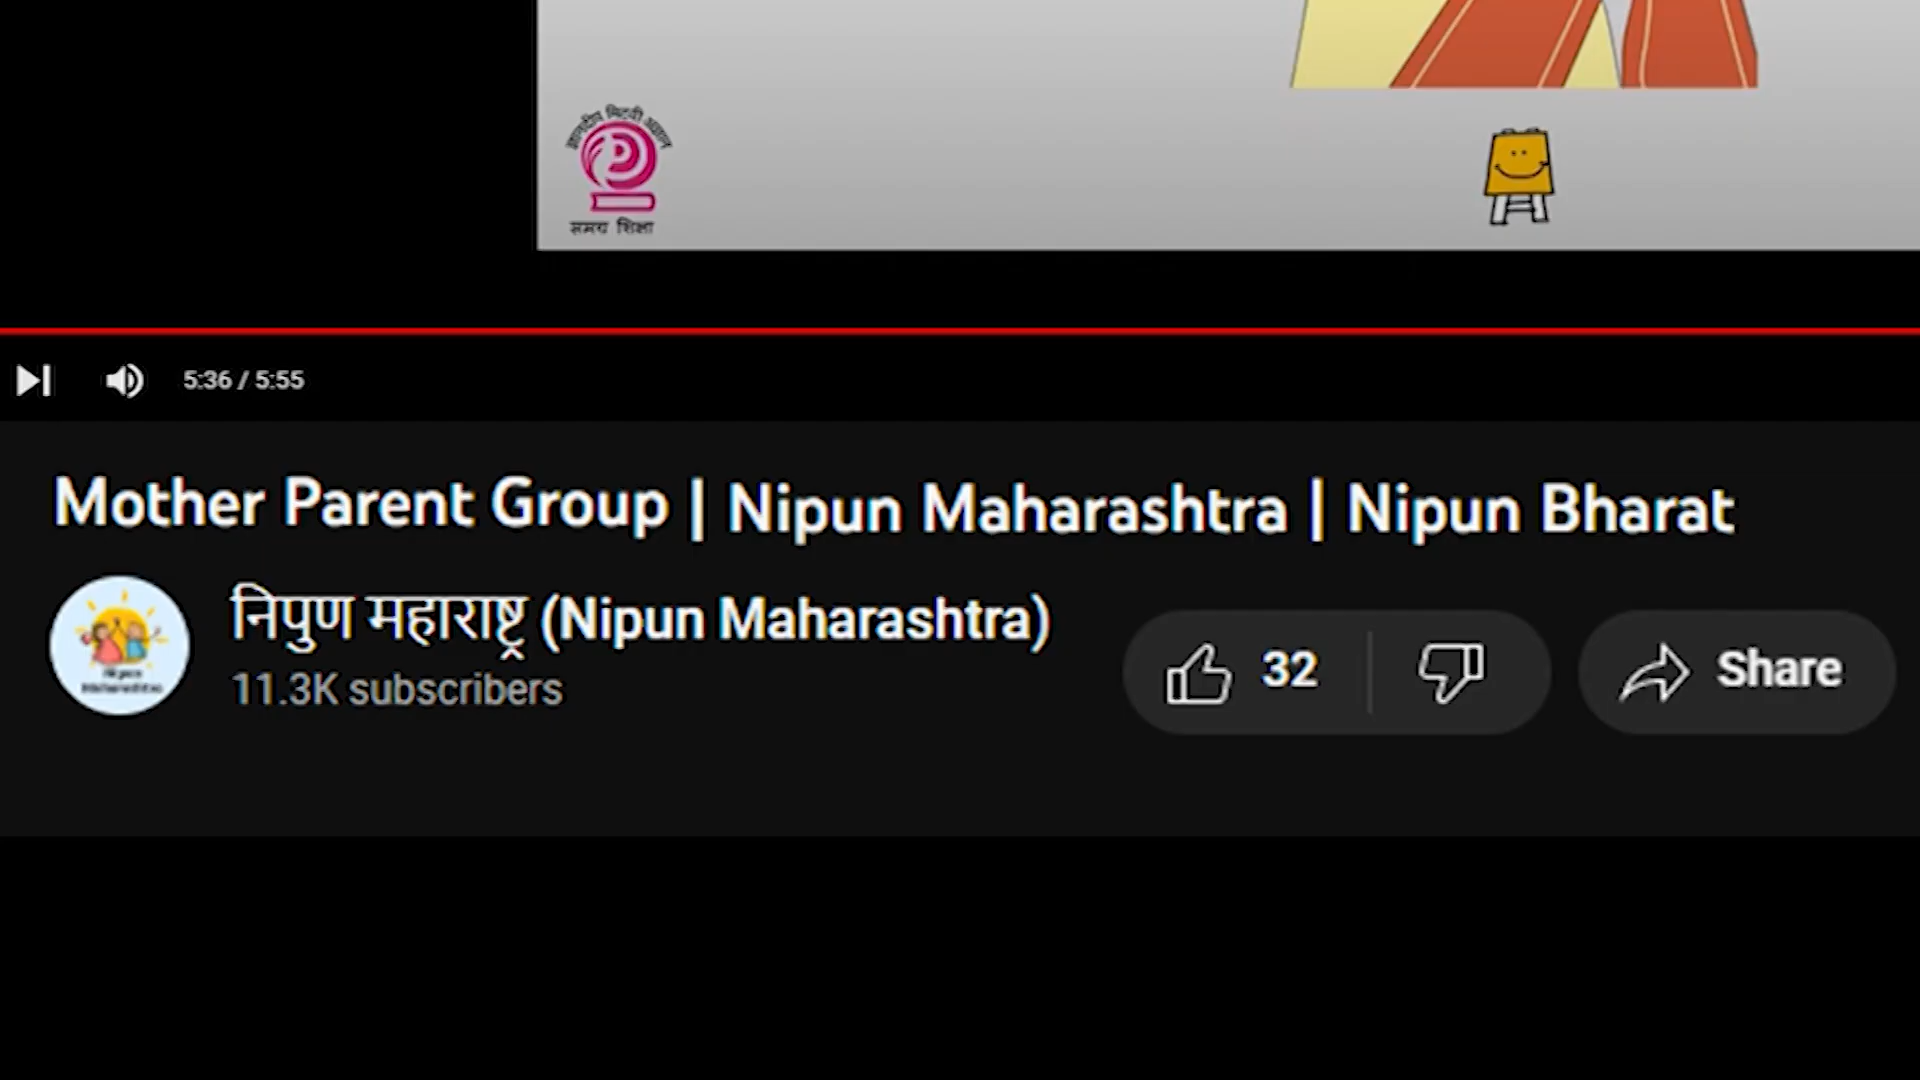 समग्र शिक्षा
5:36 / 5:55
Mother Parent Group | Nipun Maharashtra | Nipun Bharat
निपुण महाराष्ट्र (Nipun Maharashtra)
11.3K subscribers
32
Share